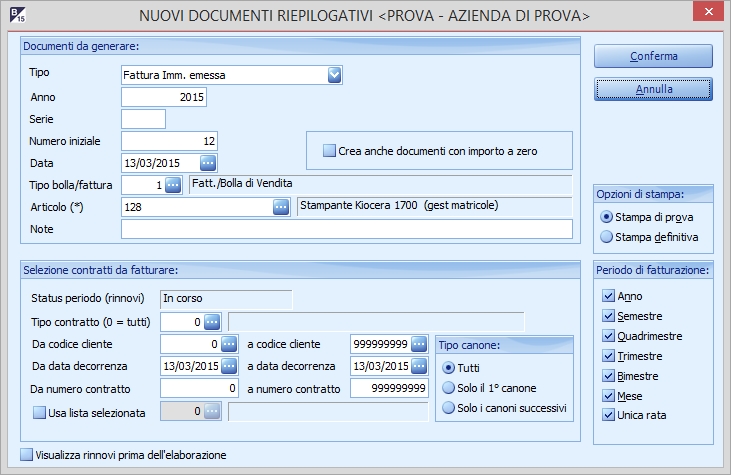 B 15
NUOVI DOCUMENTI RIEPILOGATIVI <PROVA - AZIENDA DI PROVA>
Documenti da generare:
Tipo Fattura Imm. emessa
Anno 2015
Serie
Numero iniziale 12
Data 13/03/2015
Crea anche documenti con importo a zero
Tipo bolla/fattura 1 Fatt./Bolla di Vendita
Articolo (*) 128 Stampante Kiocera 1700 (gest matricole)
Note
Conferma
Annulla
Opzioni di stampa:
Stampa di prova
Stampa definitiva
Selezione contratti da fatturare:
Status periodo (rinnovi) In corso
Tipo contratto (0 = tutti) 0
Da codice cliente 0 a codice cliente 999999999
Da data decorrenza 13/03/2015 a data decorrenza 13/03/2015
Da numero contratto 0 a numero contratto 999999999
Usa lista selezionata 0
Tipo canone:
Tutti
Solo il 1° canone
Solo i canoni successivi
Periodo di fatturazione:
Anno
Semestre
Quadrimestre
Trimestre
Bimestre
Mese
Unica rata
Visualizza rinnovi prima dell'elaborazione